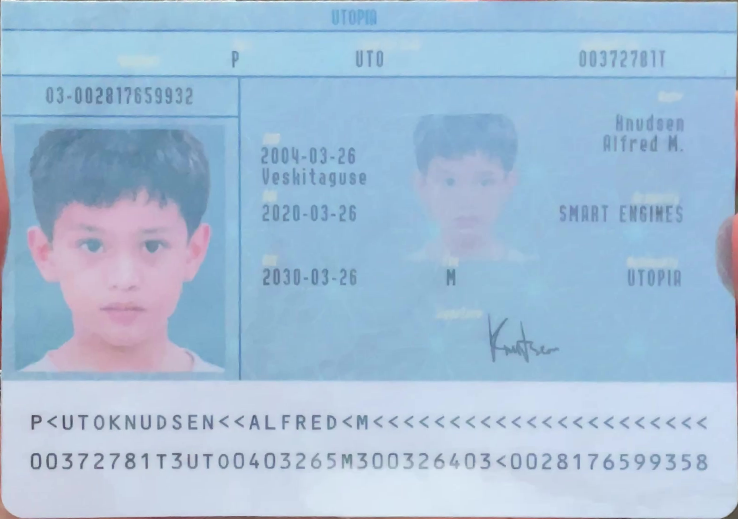 UTOPIA
P UTO 00372781T
03-002817659932
Knudsen
Alfred M.
2004-03-26
Veskitaguse
2020-03-26 SMART ENGINES
2030-03-26 M UTOPIA
Knudsen
P<UTOKNUDSEN<<ALFRED<M<<<<<<<<<<<<<<<<<<<<<<
00372781T3UTO0403265M300326403<0028176599358